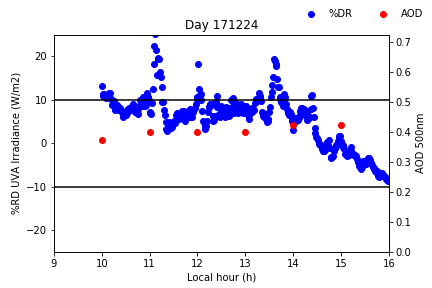 %DR AOD
Day 171224
%RD UVA Irradiance (W/m2)
20
10
0
−10
−20
0.7
0.6
0.5
0.4
0.3
0.2
0.1
0.0
AOD 500nm
9 10 11 12 13 14 15 16
Local hour (h)